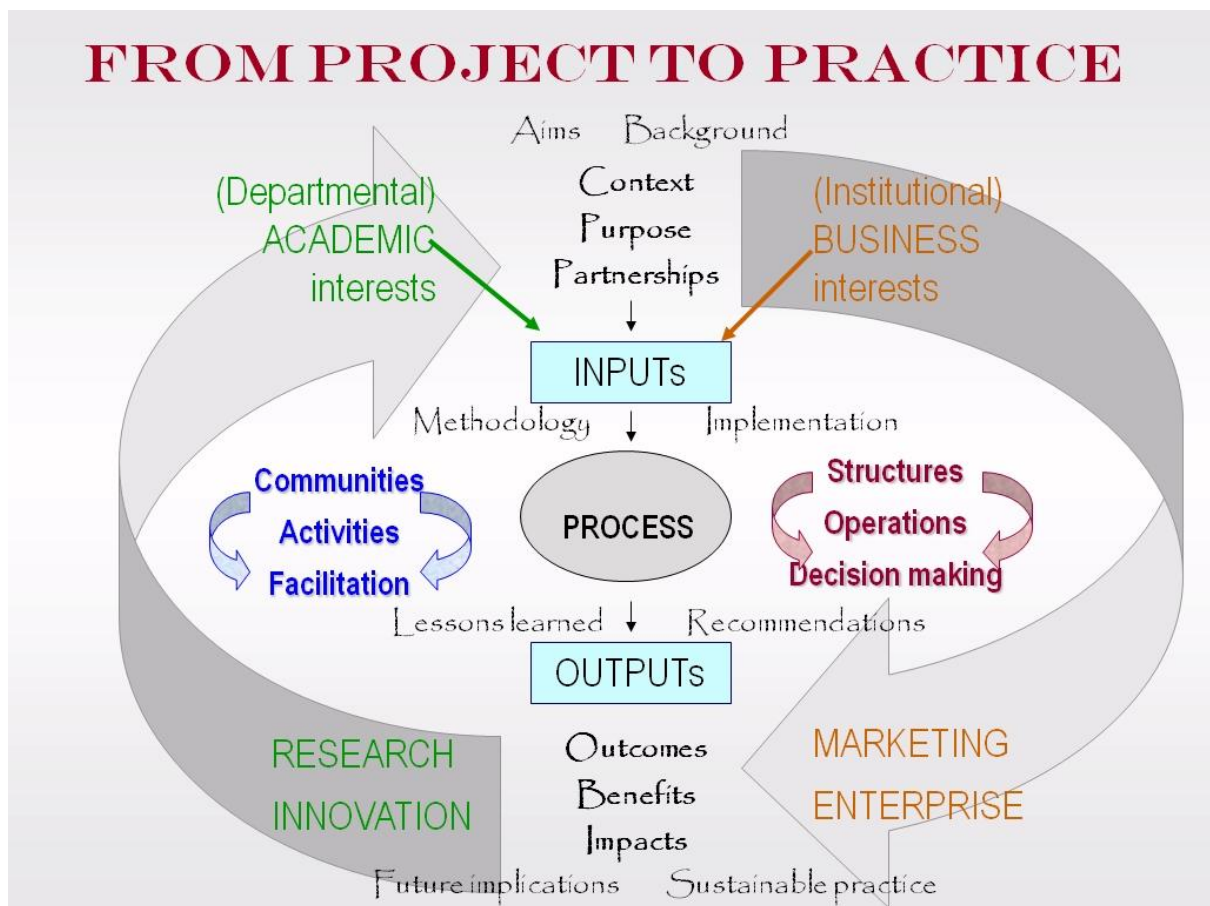 FROM PROJECT TO PRACTICE
Aims Background
(Departmental)
ACADEMIC
interests
Context
Purpose
Partnerships
(Institutional)
BUSINESS
interests
INPUTs
Methodology Implementation
Communities
Activities
Facilitation
PROCESS
Structures
Operations
Decision making
Lessons learned Recommendations
OUTPUTs
RESEARCH
INNOVATION
Outcomes
Benefits
Impacts
MARKETING
ENTERPRISE
Future implications Sustainable practice